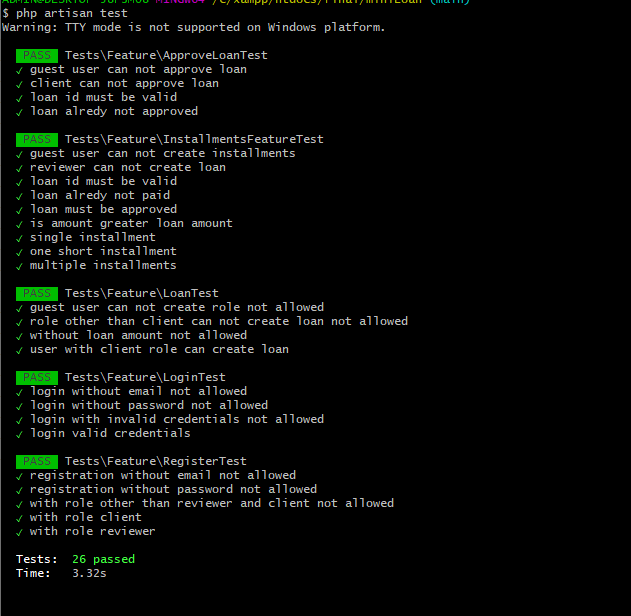 $ php artisan test
Warning: TTY mode is not supported on Windows platform.
PASS Tests\Feature\ApproveLoanTest
✓ guest user can not approve loan
✓ client can not approve loan
✓ loan id must be valid
✓ loan alredy not approved
PASS Tests\Feature\InstallmentsFeatureTest
✓ guest user can not create installments
✓ reviewer can not create loan
✓ loan id must be valid
✓ loan alredy not paid
✓ loan must be approved
✓ is amount greater loan amount
✓ single installment
✓ one short installment
✓ multiple installments
PASS Tests\Feature\LoanTest
✓ guest user can not create role not allowed
✓ role other than client can not create loan not allowed
✓ without loan amount not allowed
✓ user with client role can create loan
PASS Tests\Feature\LoginTest
✓ login without email not allowed
✓ login without password not allowed
✓ login with invalid credentials not allowed
✓ login valid credentials
PASS Tests\Feature\RegisterTest
✓ registration without email not allowed
✓ registration without password not allowed
✓ with role other than reviewer and client not allowed
✓ with role client
✓ with role reviewer
Tests: 26 passed
Time: 3.32s